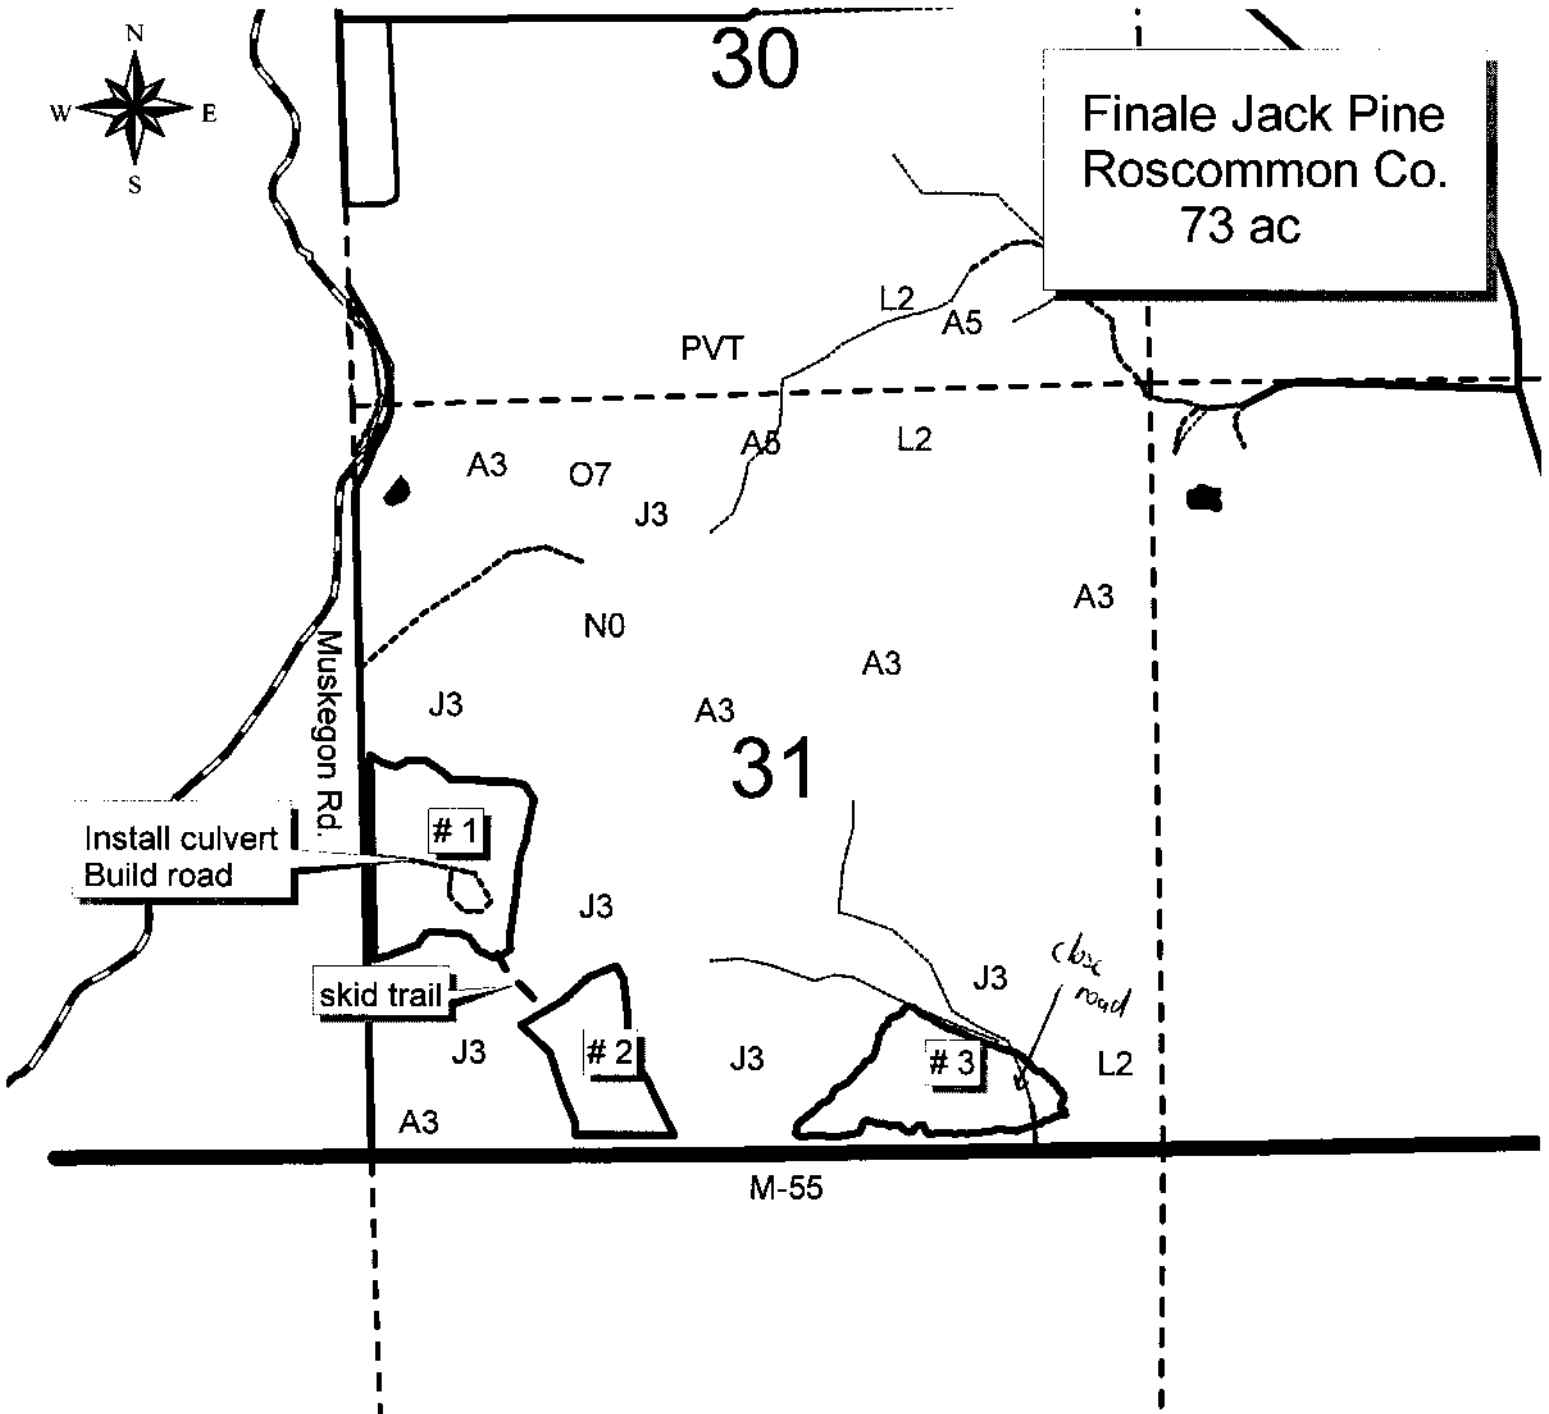 N
W E
S
30
Finale Jack Pine
Roscommon Co.
73 ac
L2
A5
PVT
A5
L2
A3
O7
J3
A3
N0
A3
J3
A3
31
Muskegon Rd.
# 1
Install culvert
Build road
J3
skid trail
close
road
J3
J3
# 2
J3
# 3
L2
A3
M-55